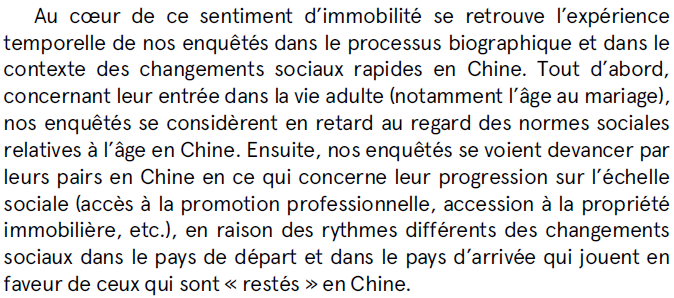 Au cœur de ce sentiment d’immobilité se retrouve l’expérience
temporelle de nos enquêtés dans le processus biographique et dans le
contexte des changements sociaux rapides en Chine. Tout d’abord,
concernant leur entrée dans la vie adulte (notamment l’âge au mariage),
nos enquêtés se considèrent en retard au regard des normes sociales
relatives à l’âge en Chine. Ensuite, nos enquêtés se voient devancer par
leurs pairs en Chine en ce qui concerne leur progression sur l’échelle
sociale (accès à la promotion professionnelle, accession à la propriété
immobilière, etc.), en raison des rythmes différents des changements
sociaux dans le pays de départ et dans le pays d’arrivée qui jouent en
faveur de ceux qui sont « restés » en Chine.